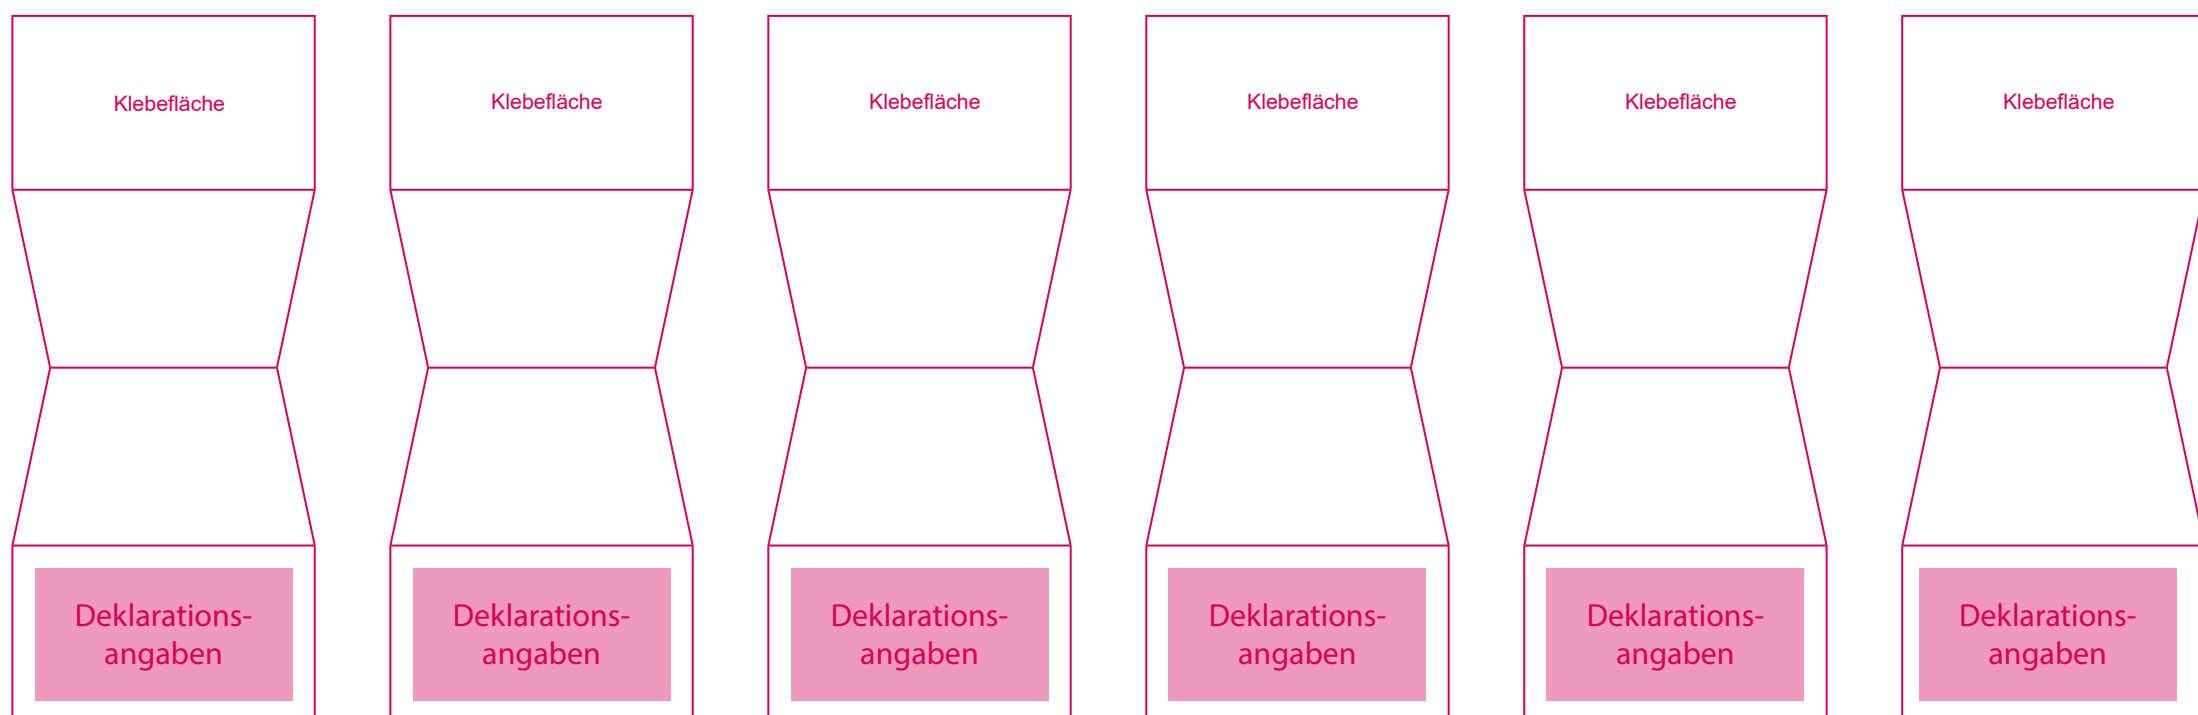 Klebefläche
Klebefläche
Klebefläche
Klebefläche
Klebefläche
Klebefläche
Deklarations-
angaben
Deklarations-
angaben
Deklarations-
angaben
Deklarations-
angaben
Deklarations-
angaben
Deklarations-
angaben